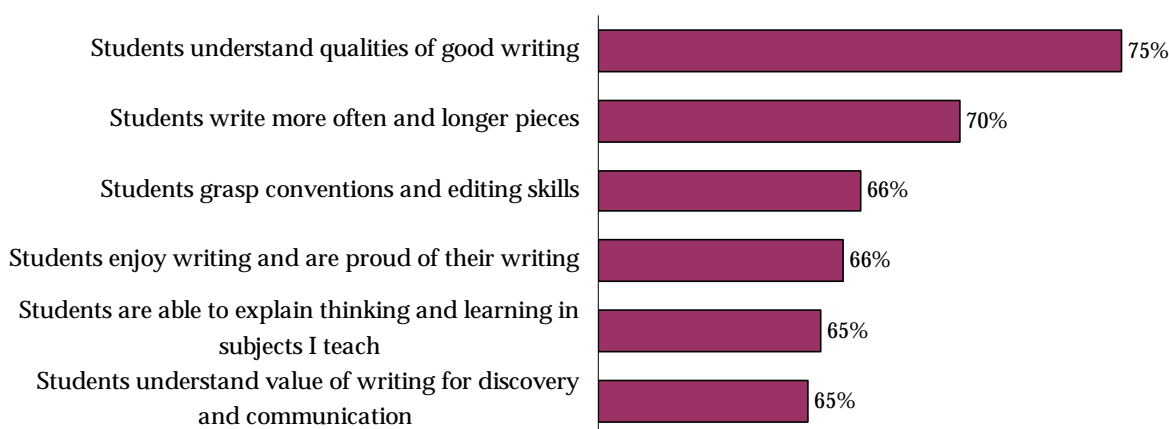 Students understand qualities of good writing 75%
Students write more often and longer pieces 70%
Students grasp conventions and editing skills 66%
Students enjoy writing and are proud of their writing 66%
Students are able to explain thinking and learning in
subjects I teach 65%
Students understand value of writing for discovery
and communication 65%